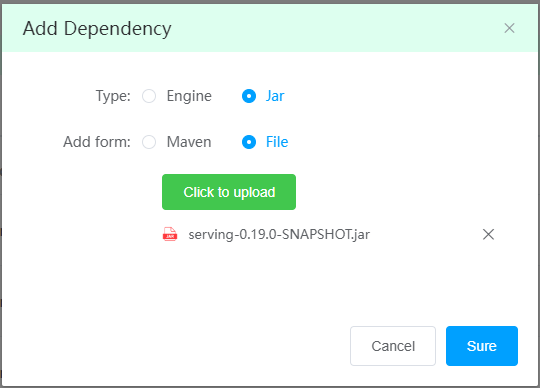 Add Dependency
Type: Engine Jar
Add form: Maven File
Click to upload
JAR serving-0.19.0-SNAPSHOT.jar
Cancel Sure